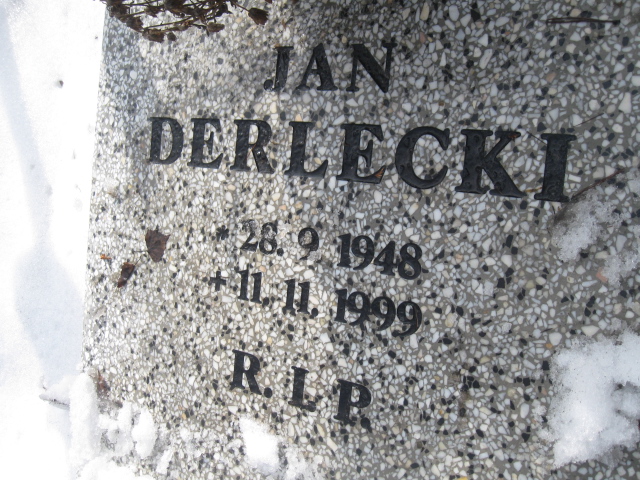 JAN
DERLECKI
* 28. 9. 1948
+ 11. 11. 1999
R. I. P.